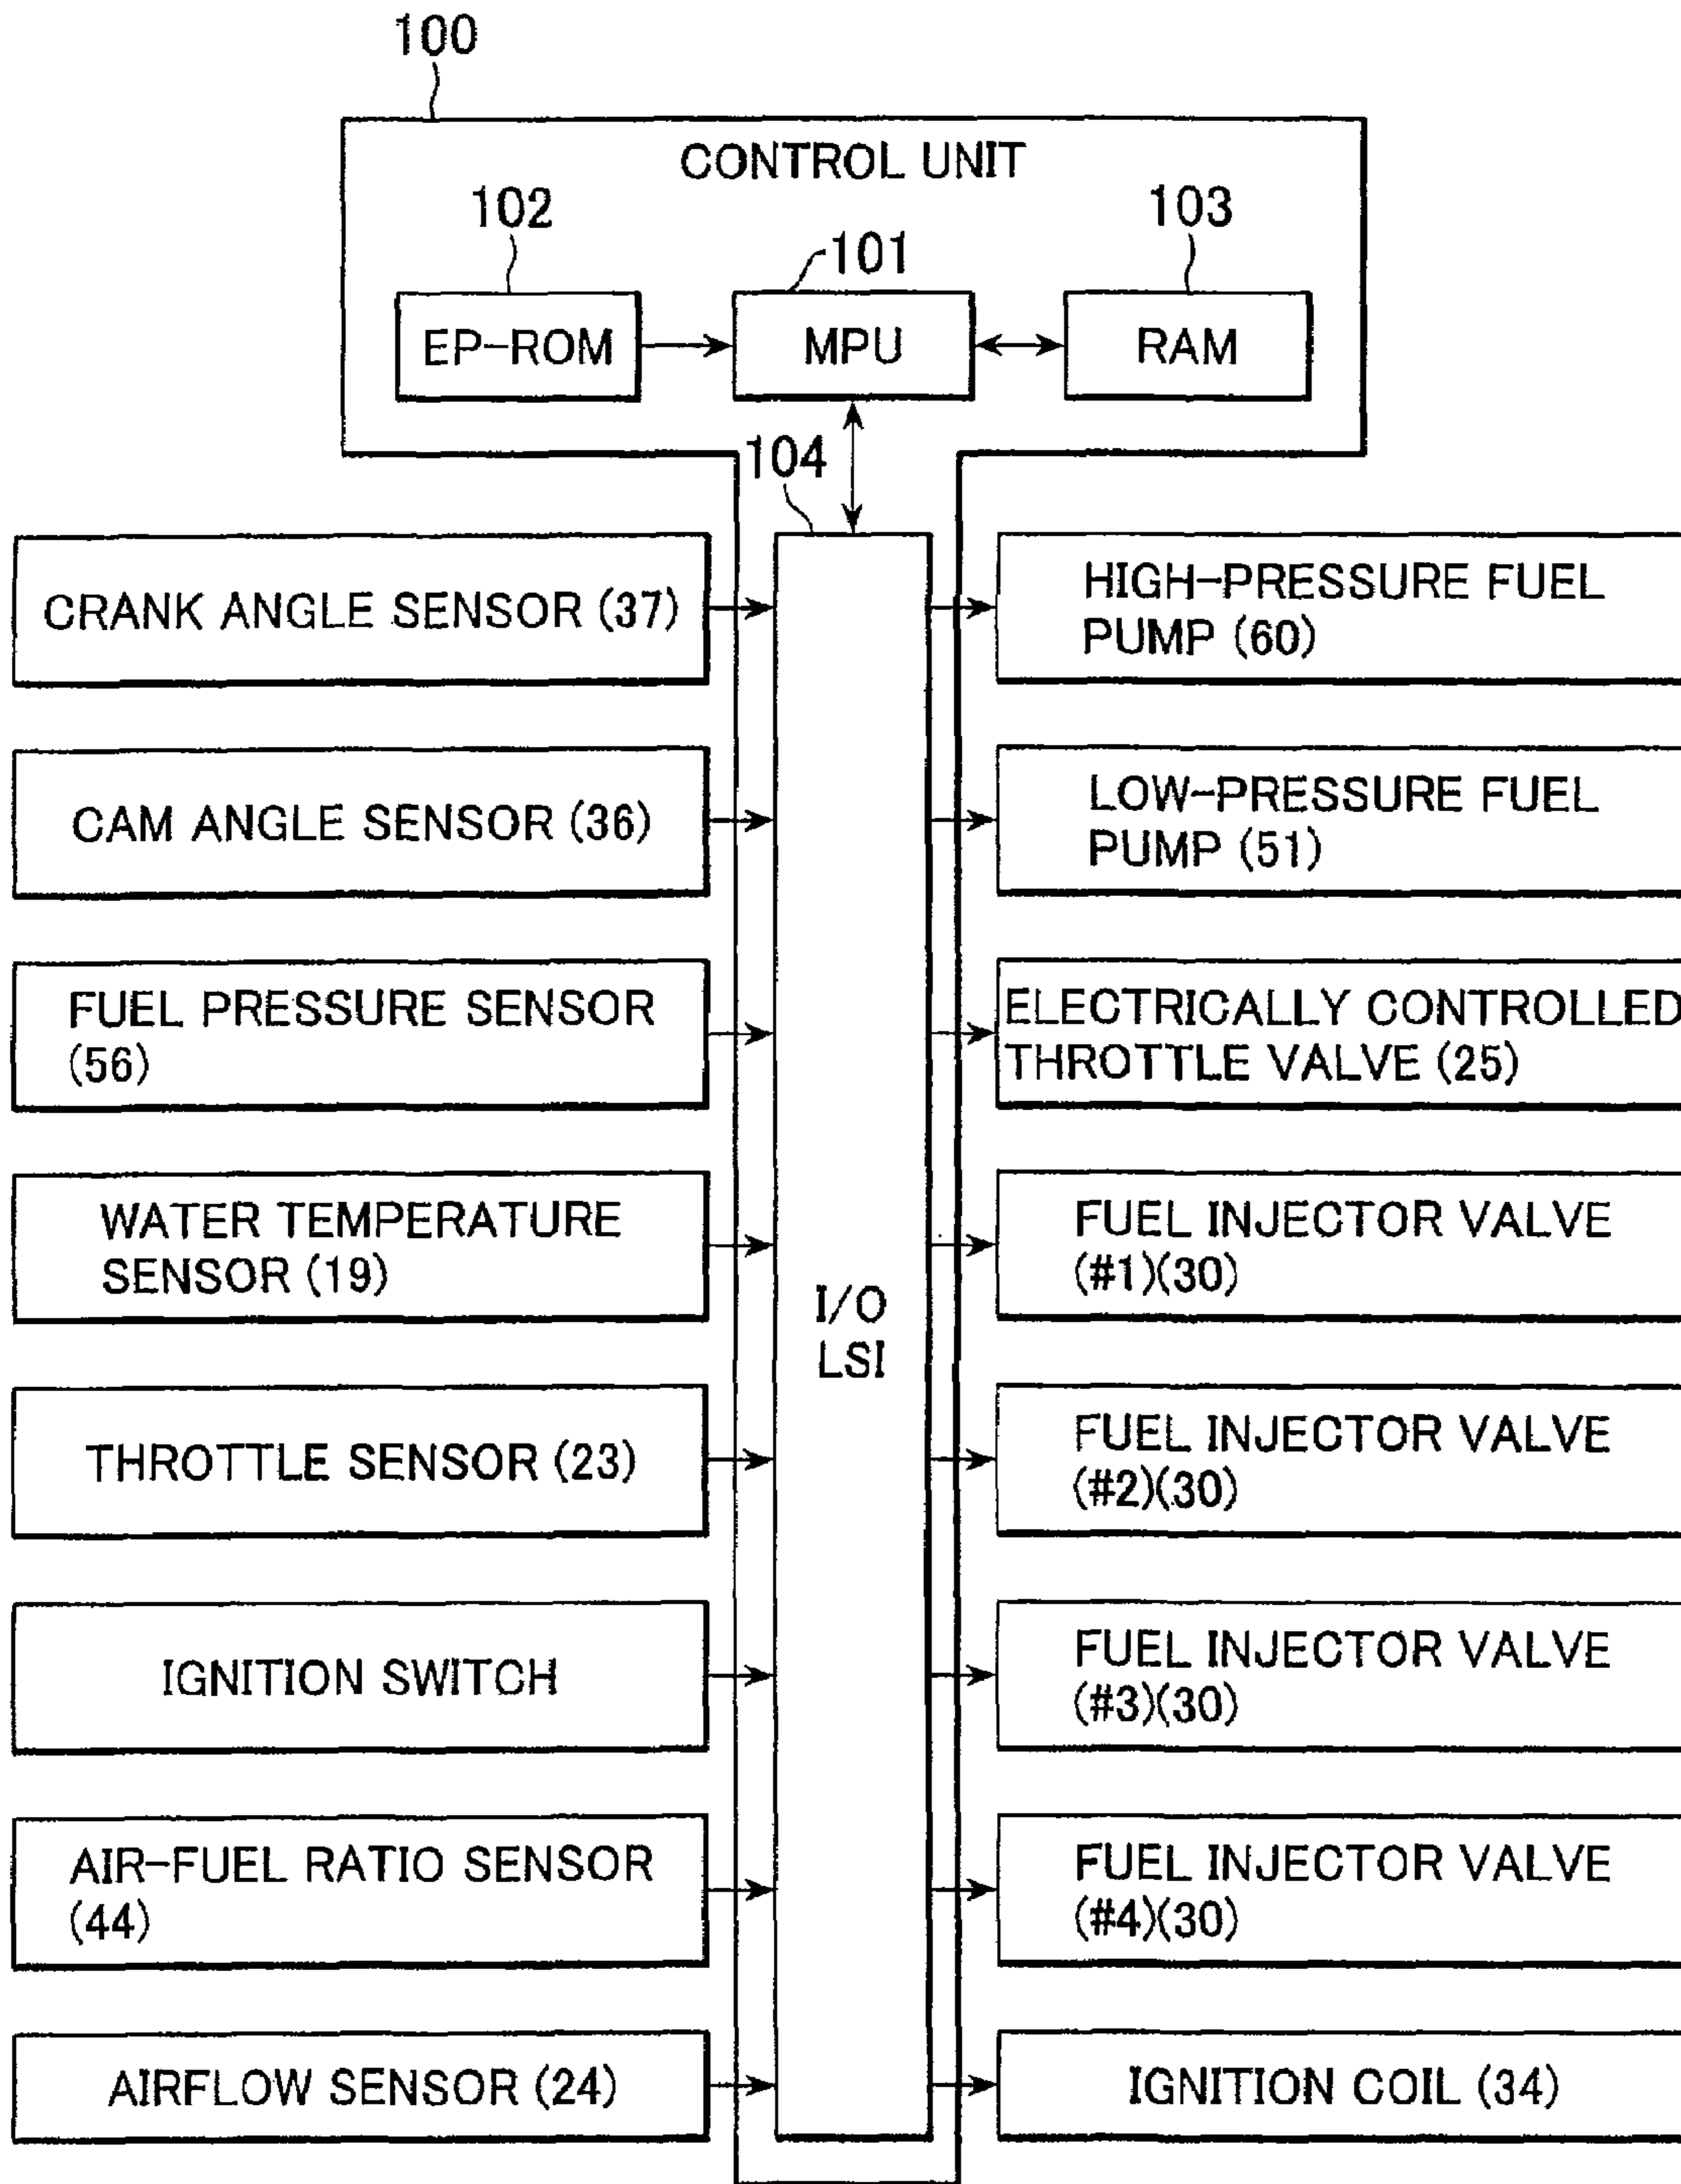 100
CONTROL UNIT
102
101
103
EP-ROM
MPU
RAM
104
CRANK ANGLE SENSOR (37)
CAM ANGLE SENSOR (36)
FUEL PRESSURE SENSOR
(56)
WATER TEMPERATURE
SENSOR (19)
THROTTLE SENSOR (23)
IGNITION SWITCH
AIR-FUEL RATIO SENSOR
(44)
AIRFLOW SENSOR (24)
I/O
LSI
HIGH-PRESSURE FUEL
PUMP (60)
LOW-PRESSURE FUEL
PUMP (51)
ELECTRICALLY CONTROLLED
THROTTLE VALVE (25)
FUEL INJECTOR VALVE
(#1)(30)
FUEL INJECTOR VALVE
(#2)(30)
FUEL INJECTOR VALVE
(#3)(30)
FUEL INJECTOR VALVE
(#4)(30)
IGNITION COIL (34)